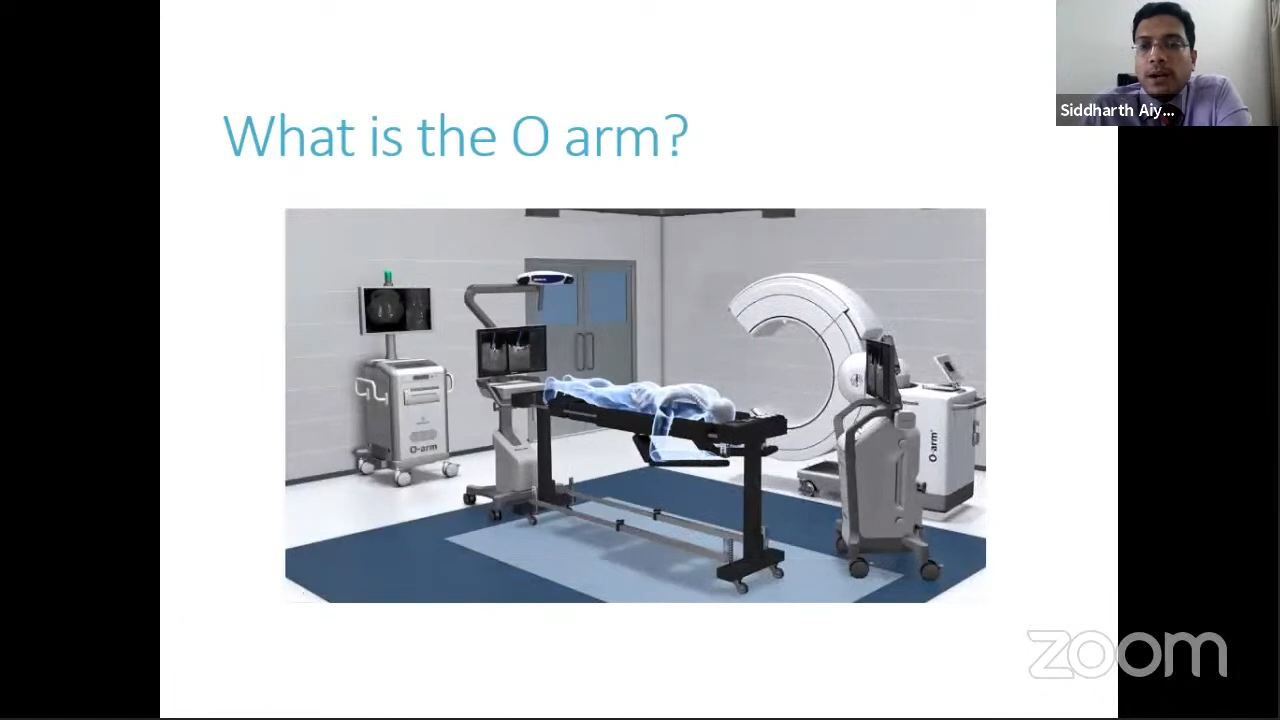 What is the O arm?
Siddharth Aiy...
O-arm
O-arm
zoom